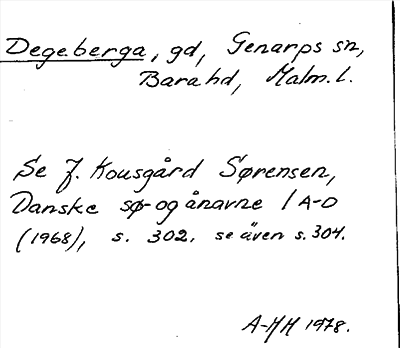 Degeberga, gd, Genarps sn,
Bara hd, Malm. l.
Se J. Kousgård Sørensen,
Danske sø- og ånavne 1 A-D
(1968), s. 302. se även s. 304.
A-HH 1978.